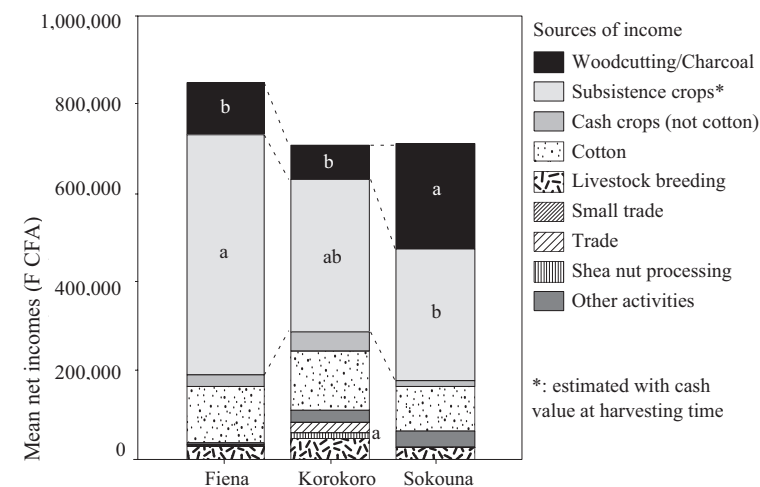 1,000,000
800,000
600,000
400,000
200,000
0
Mean net incomes (F CFA)
b
a
b
ab
a
a
b
Fiena
Korokoro
Sokouna
Sources of income
Woodcutting/Charcoal
Subsistence crops*
Cash crops (not cotton)
Cotton
Livestock breeding
Small trade
Trade
Shea nut processing
Other activities
*: estimated with cash
value at harvesting time